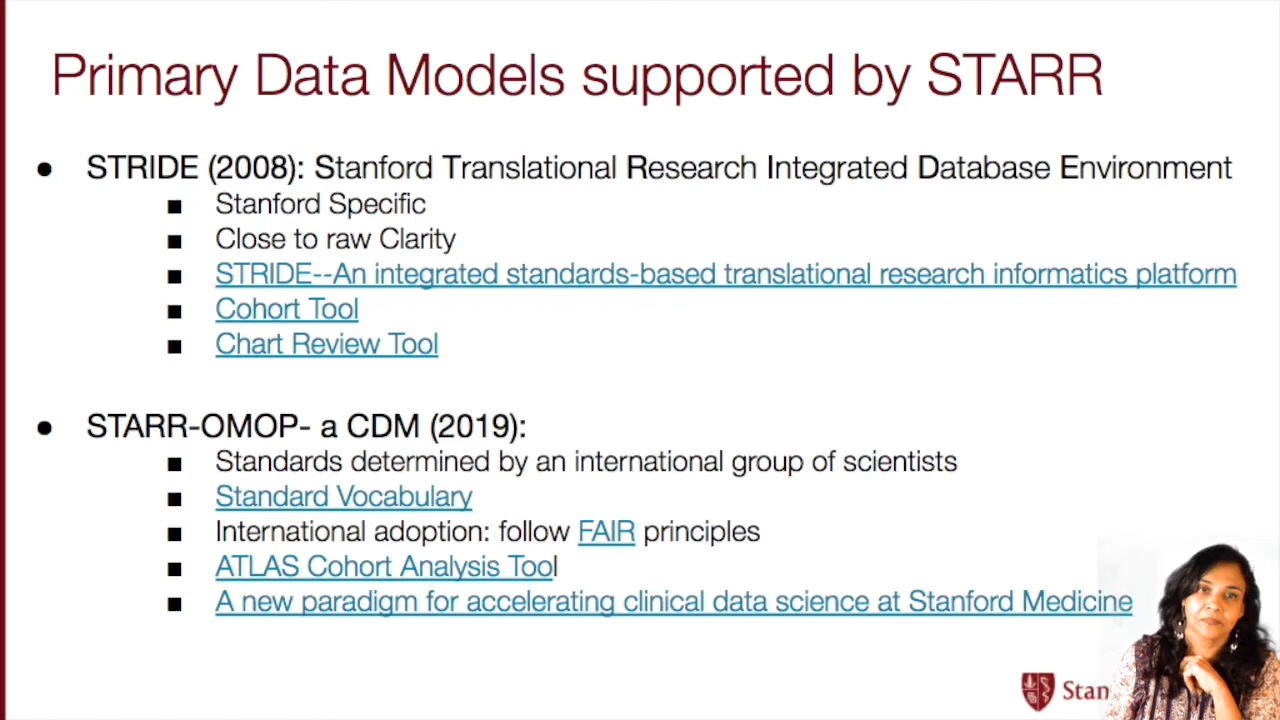 Primary Data Models supported by STARR
● STRIDE (2008): Stanford Translational Research Integrated Database Environment
■ Stanford Specific
■ Close to raw Clarity
■ STRIDE--An integrated standards-based translational research informatics platform
■ Cohort Tool
■ Chart Review Tool
● STARR-OMOP- a CDM (2019):
■ Standards determined by an international group of scientists
■ Standard Vocabulary
■ International adoption: follow FAIR principles
■ ATLAS Cohort Analysis Tool
■ A new paradigm for accelerating clinical data science at Stanford Medicine
Stan